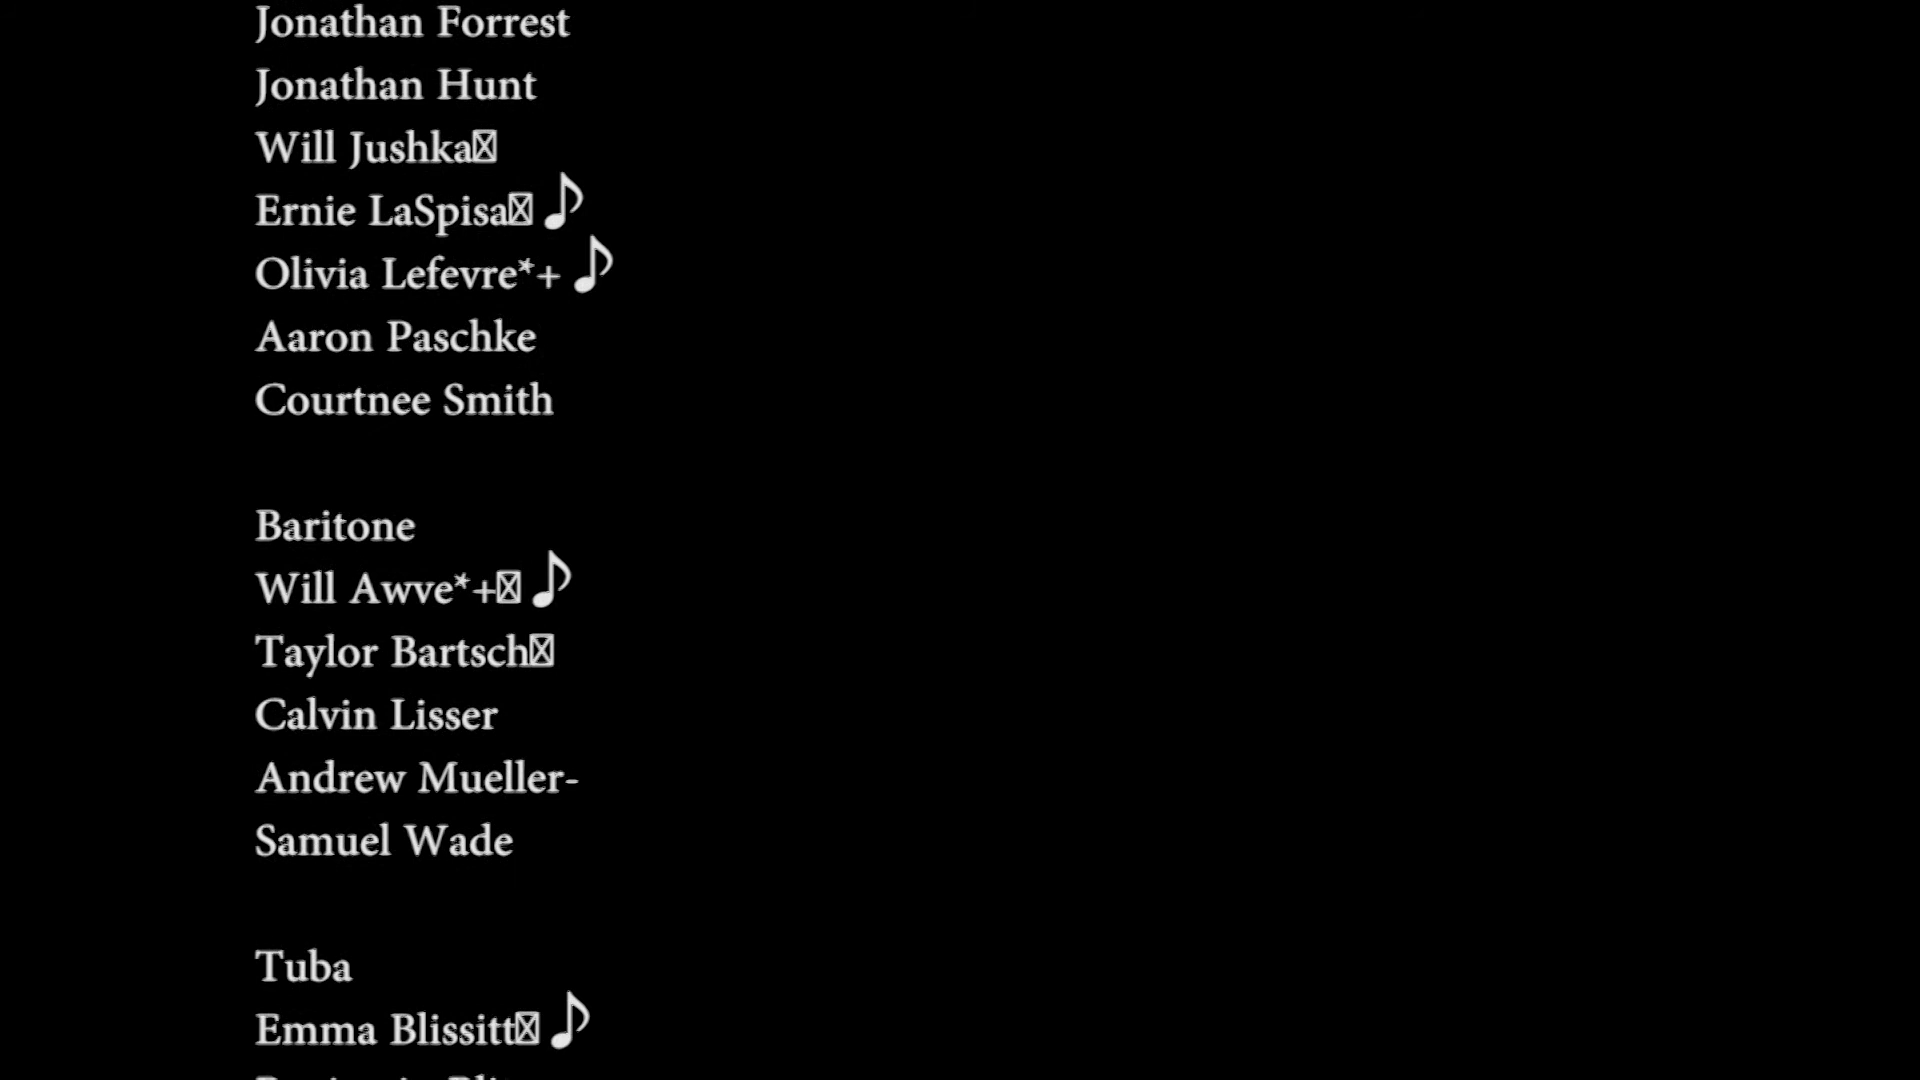 Jonathan Forrest
Jonathan Hunt
Will Jushka☒
Ernie LaSpisa☒ ♪
Olivia Lefevre*+ ♪
Aaron Paschke
Courtnee Smith
Baritone
Will Awve*+☒ ♪
Taylor Bartsch☒
Calvin Lisser
Andrew Mueller-
Samuel Wade
Tuba
Emma Blissitt☒ ♪